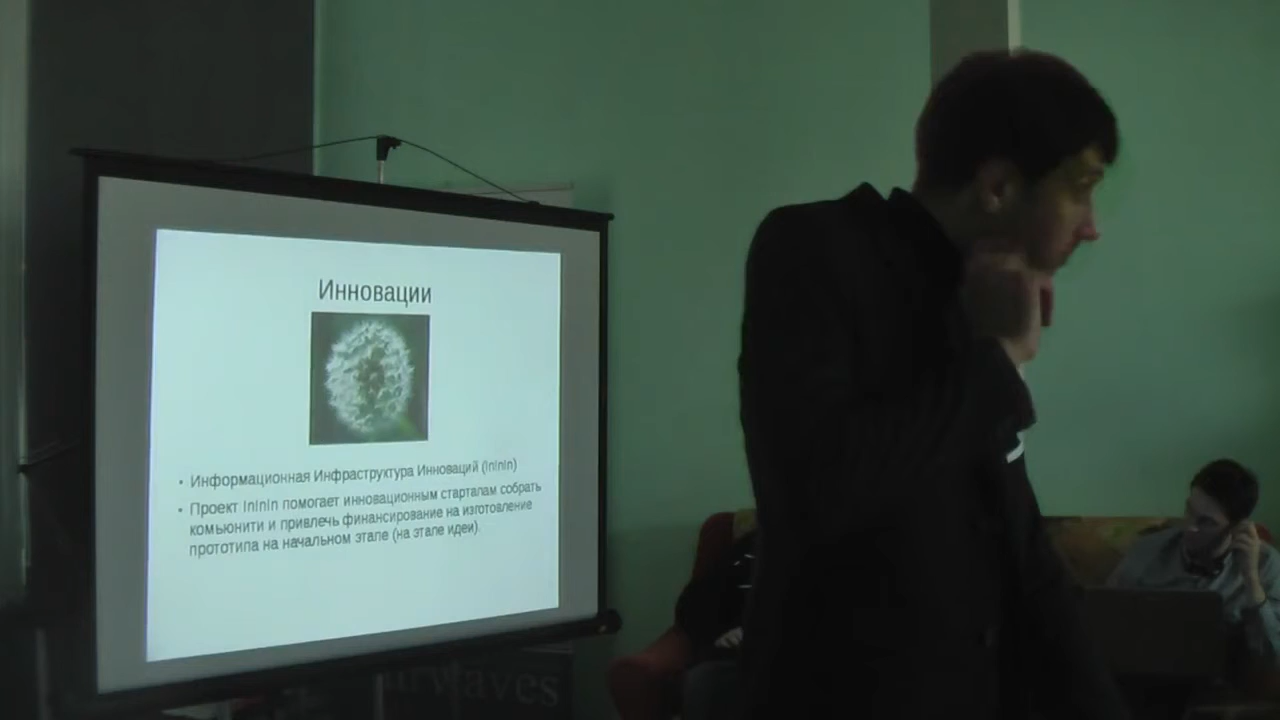 Инновации
• Информационная Инфраструктура Инноваций (Ininin)
• Проект Ininin помогает инновационным стартапам собрать
комьюнити и привлечь финансирование на изготовление
прототипа на начальном этапе (на этапе идеи).
airwaves